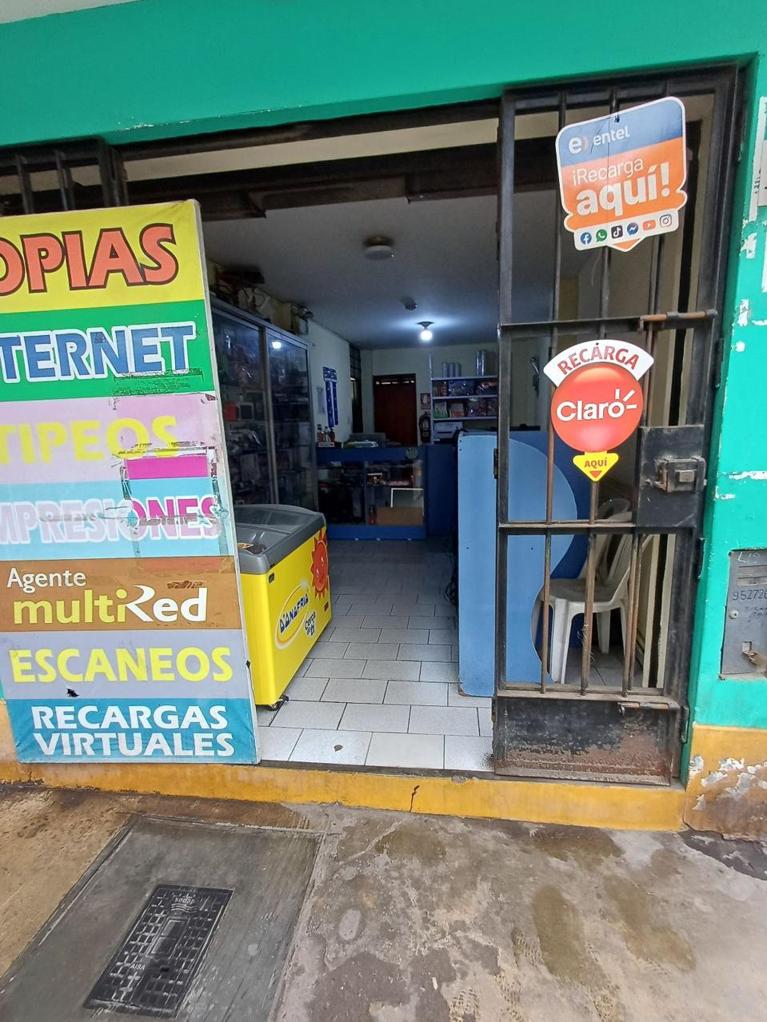 OPIAS
TERNET
TIPEOS
MPRESIONES
Agente
multiRed
ESCANEOS
RECARGAS
VIRTUALES
D'ONOFRIO
entel
¡Recarga
aquí!
RECARGA
Claro
AQUÍ